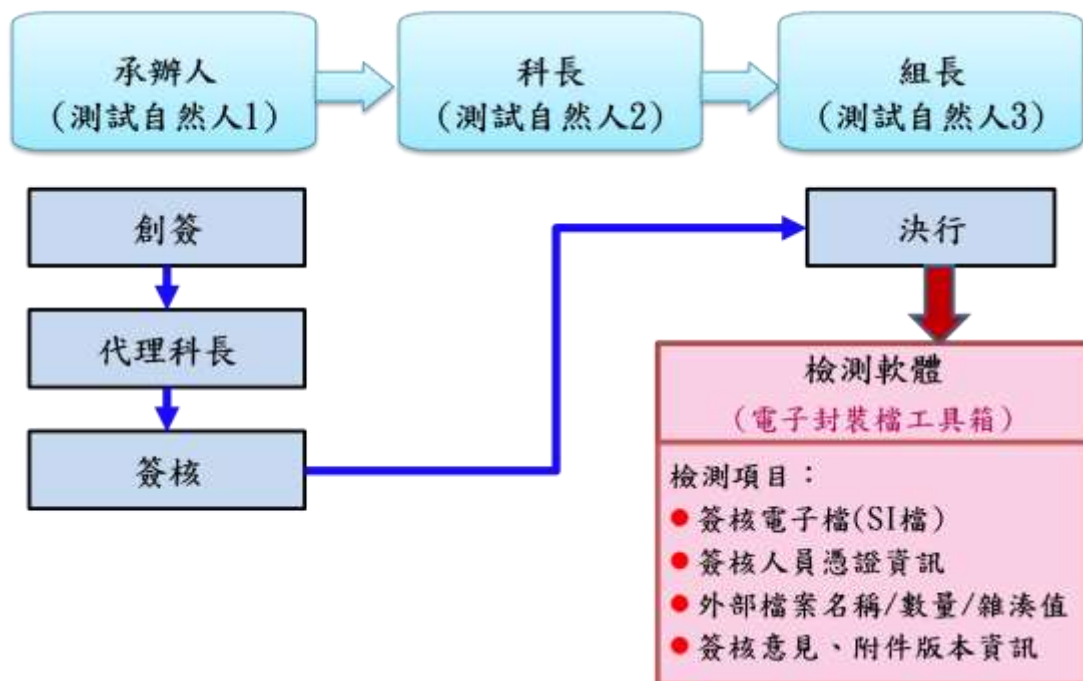 承辦人
(測試自然人1)
科長
(測試自然人2)
組長
(測試自然人3)
創簽
代理科長
簽核
決行
檢測軟體
(電子封裝檔工具箱)
檢測項目：
●簽核電子檔(SI檔)
●簽核人員憑證資訊
●外部檔案名稱/數量/雜湊值
●簽核意見、附件版本資訊